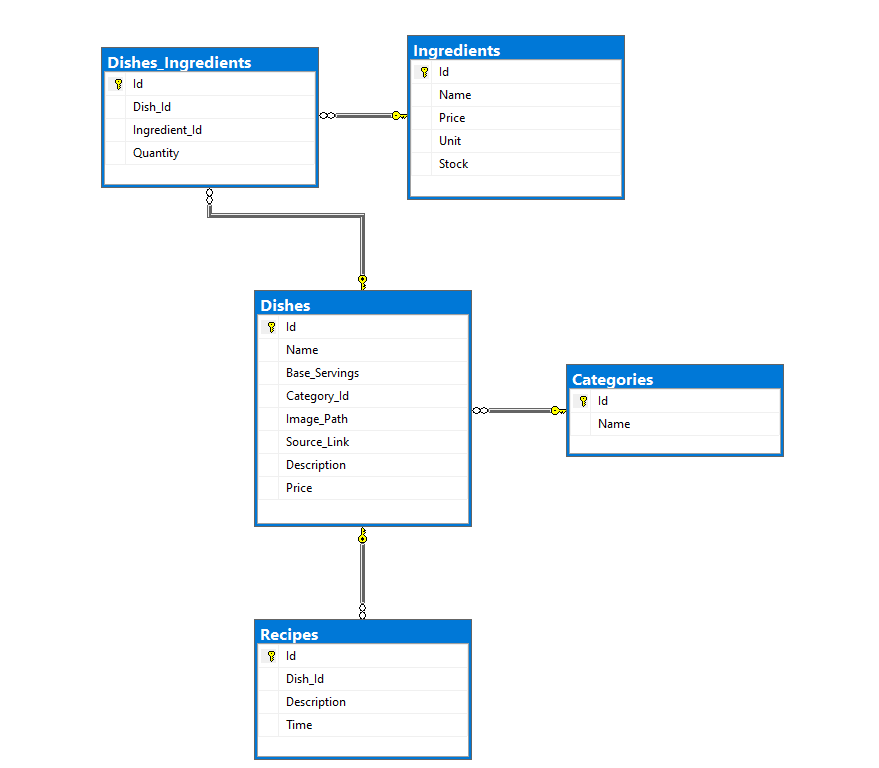 Dishes_Ingredients
Id
Dish_Id
Ingredient_Id
Quantity
Ingredients
Id
Name
Price
Unit
Stock
Dishes
Id
Name
Base_Servings
Category_Id
Image_Path
Source_Link
Description
Price
Categories
Id
Name
Recipes
Id
Dish_Id
Description
Time